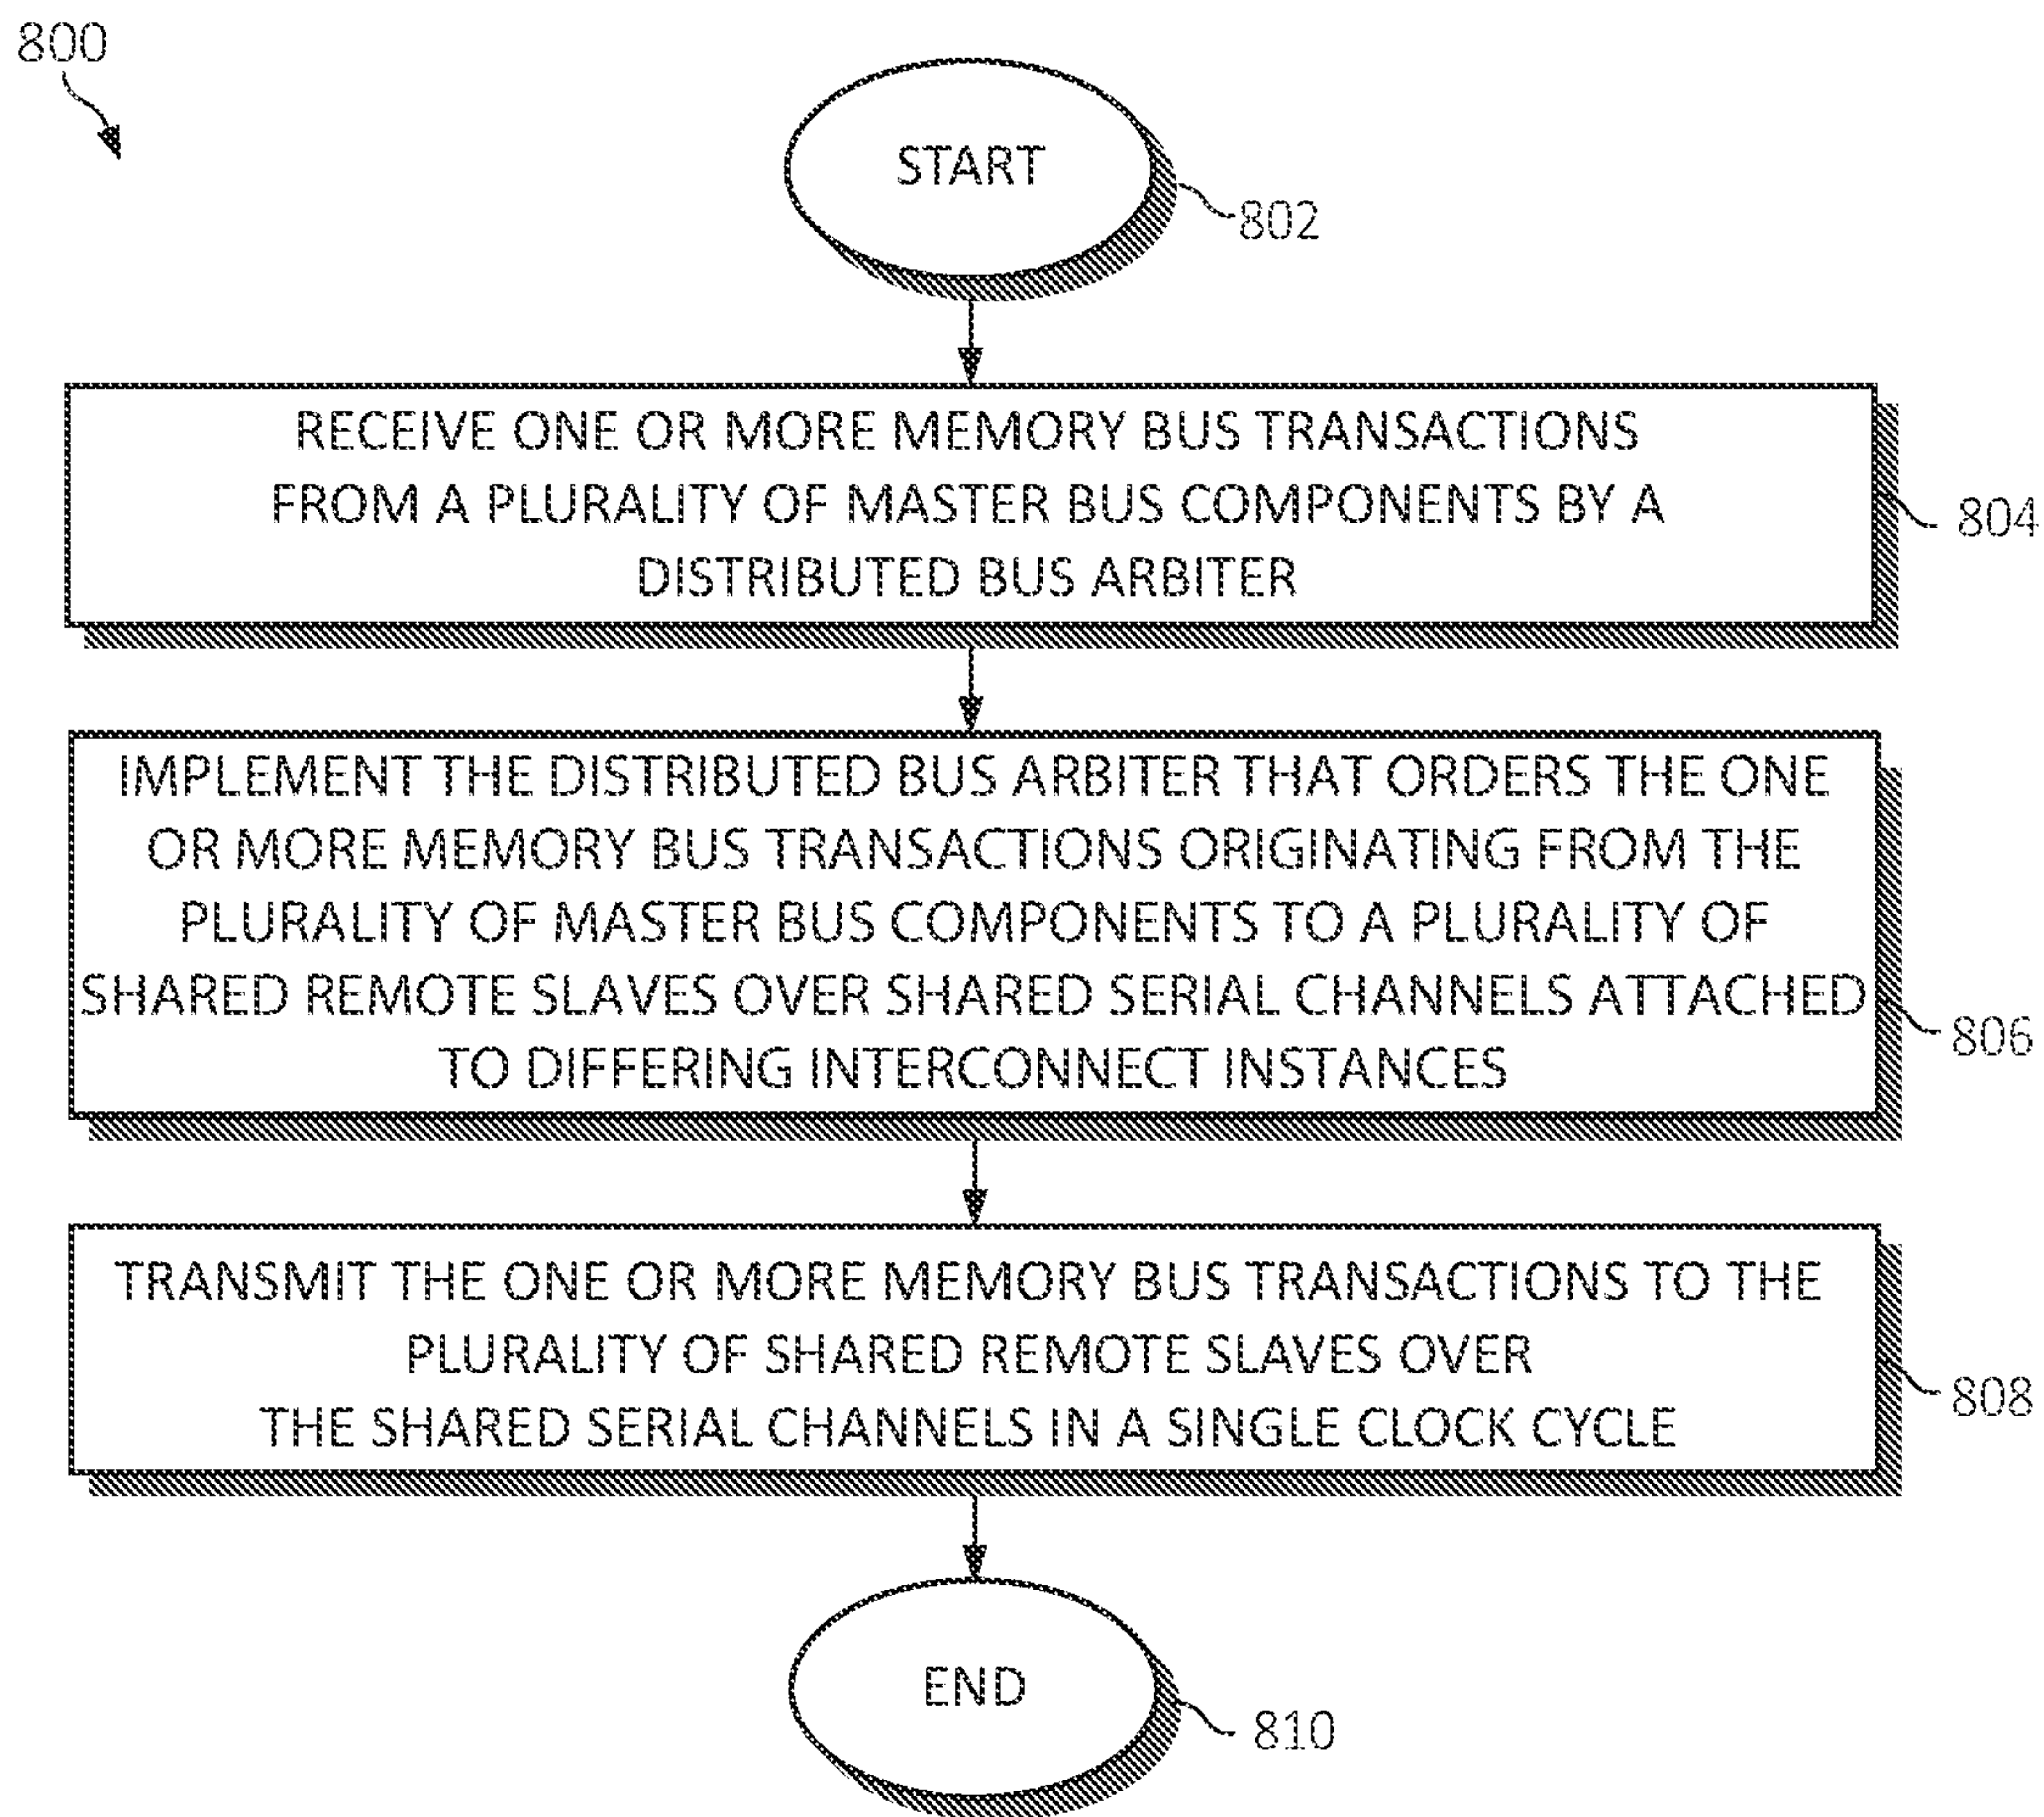 800
START
802
RECEIVE ONE OR MORE MEMORY BUS TRANSACTIONS
FROM A PLURALITY OF MASTER BUS COMPONENTS BY A
DISTRIBUTED BUS ARBITER
804
IMPLEMENT THE DISTRIBUTED BUS ARBITER THAT ORDERS THE ONE
OR MORE MEMORY BUS TRANSACTIONS ORIGINATING FROM THE
PLURALITY OF MASTER BUS COMPONENTS TO A PLURALITY OF
SHARED REMOTE SLAVES OVER SHARED SERIAL CHANNELS ATTACHED
TO DIFFERING INTERCONNECT INSTANCES
806
TRANSMIT THE ONE OR MORE MEMORY BUS TRANSACTIONS TO THE
PLURALITY OF SHARED REMOTE SLAVES OVER
THE SHARED SERIAL CHANNELS IN A SINGLE CLOCK CYCLE
808
END
810